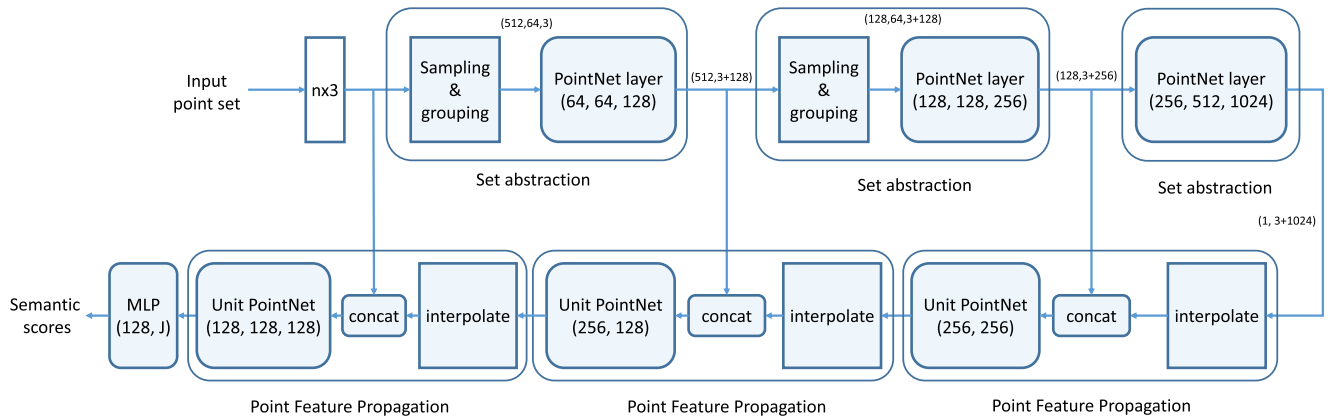 (512,64,3)
(128,64,3+128)
Input
point set
nx3
Sampling
&
grouping
PointNet layer
(64, 64, 128)
(512,3+128)
Sampling
&
grouping
PointNet layer
(128, 128, 256)
(128,3+256)
PointNet layer
(256, 512, 1024)
Set abstraction
Set abstraction
Set abstraction
(1, 3+1024)
Semantic
scores
MLP
(128, J)
Unit PointNet
(128, 128, 128)
concat
interpolate
Unit PointNet
(256, 128)
concat
interpolate
Unit PointNet
(256, 256)
concat
interpolate
Point Feature Propagation
Point Feature Propagation
Point Feature Propagation